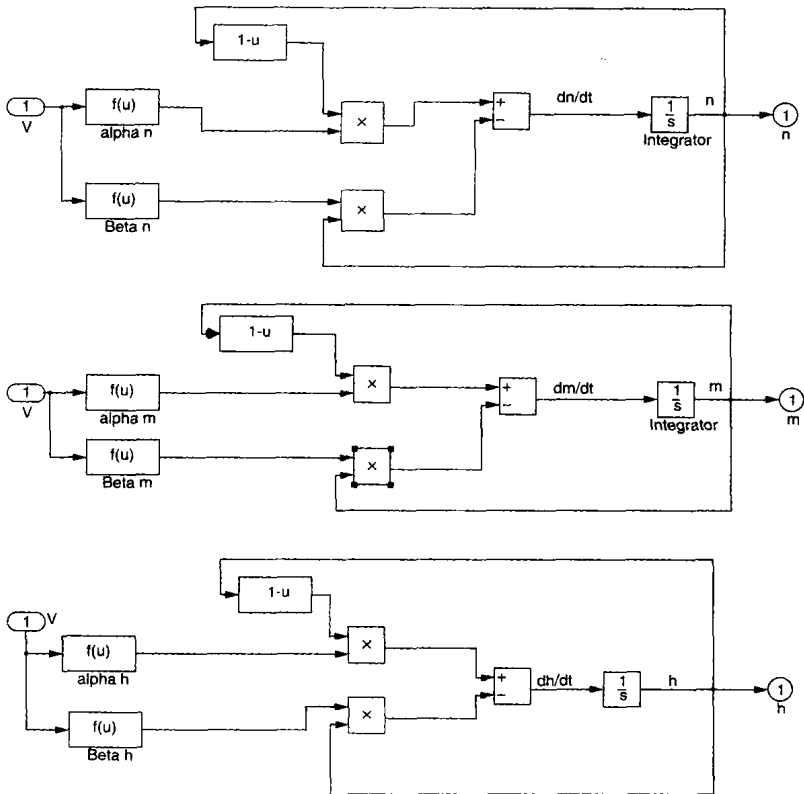 1-u
1
V
f(u)
alpha n
×
+
−
dn/dt
1
s
Integrator
n
1
n
f(u)
Beta n
×
1-u
1
V
f(u)
alpha m
×
+
−
dm/dt
1
s
Integrator
m
1
m
f(u)
Beta m
×
1-u
1
V
f(u)
alpha h
×
+
−
dh/dt
1
s
h
1
h
f(u)
Beta h
×